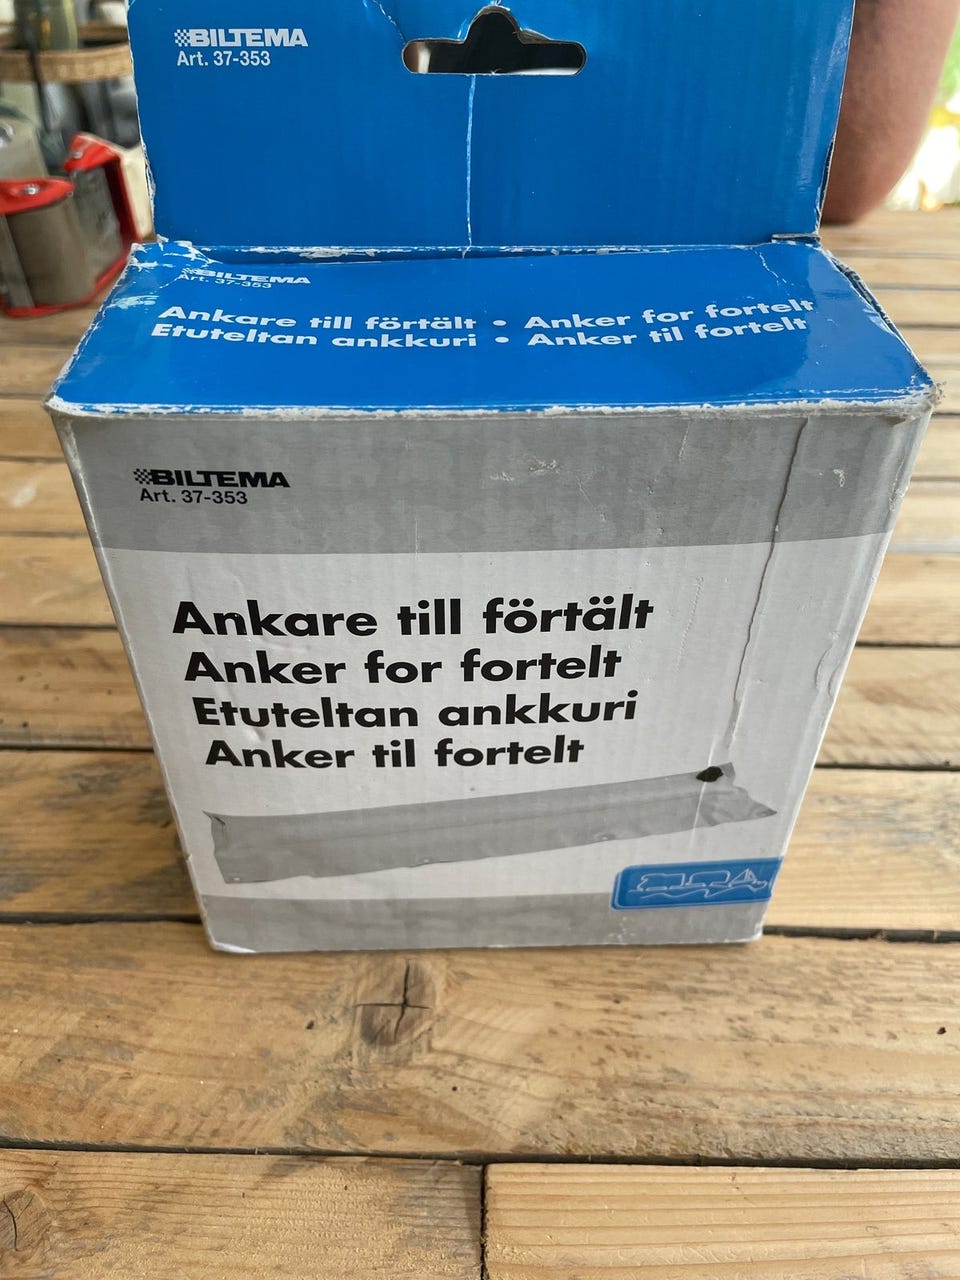 BILTEMA
Art. 37-353
BILTEMA
Art. 37-353
Ankare till förtält • Anker for fortelt
Etuteltan ankkuri • Anker til fortelt
BILTEMA
Art. 37-353
Ankare till förtält
Anker for fortelt
Etuteltan ankkuri
Anker til fortelt